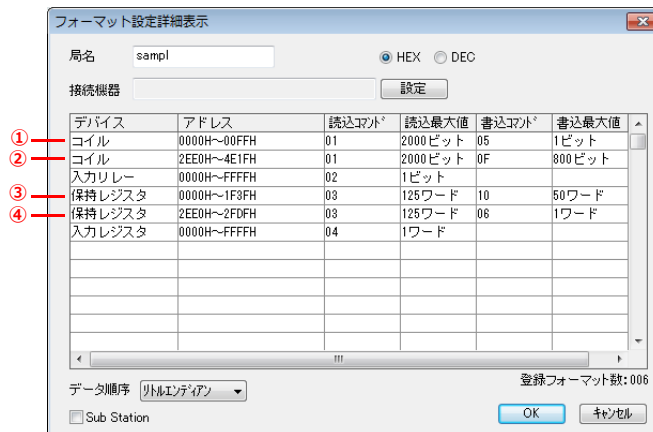 フォーマット設定詳細表示
局名 sampl HEX DEC
接続機器 設定
デバイス アドレス 読込コマンド 読込最大値 書込コマンド 書込最大値
① コイル 0000H～00FFH 01 2000ビット 05 1ビット
② コイル 2EE0H～4E1FH 01 2000ビット 0F 800ビット
入力リレー 0000H～FFFFH 02 1ビット
③ 保持レジスタ 0000H～1F3FH 03 125ワード 10 50ワード
④ 保持レジスタ 2EE0H～2FDFH 03 125ワード 06 1ワード
入力レジスタ 0000H～FFFFH 04 1ワード
登録フォーマット数:006
データ順序 リトルエンディアン
Sub Station OK キャンセル